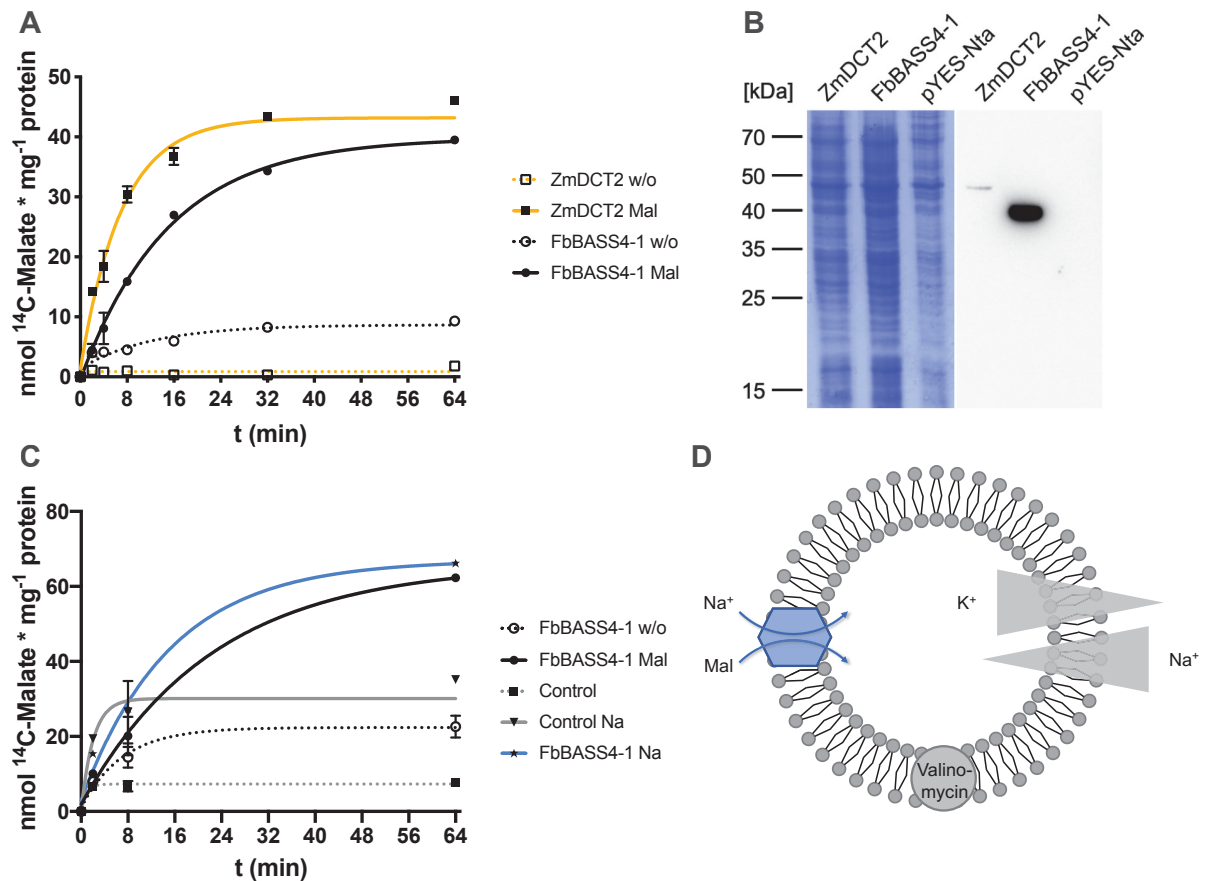 A
nmol ¹⁴C-Malate * mg⁻¹ protein
50
40
30
20
10
0
0 8 16 24 32 40 48 56 64
t (min)
ZmDCT2 w/o
ZmDCT2 Mal
FbBASS4-1 w/o
FbBASS4-1 Mal
B
[kDa]
ZmDCT2
FbBASS4-1
pYES-Nta
ZmDCT2
FbBASS4-1
pYES-Nta
70
50
40
35
25
15
C
nmol ¹⁴C-Malate * mg⁻¹ protein
80
60
40
20
0
0 8 16 24 32 40 48 56 64
t (min)
FbBASS4-1 w/o
FbBASS4-1 Mal
Control
Control Na
FbBASS4-1 Na
D
Na⁺
Mal
K⁺
Na⁺
Valino-
mycin